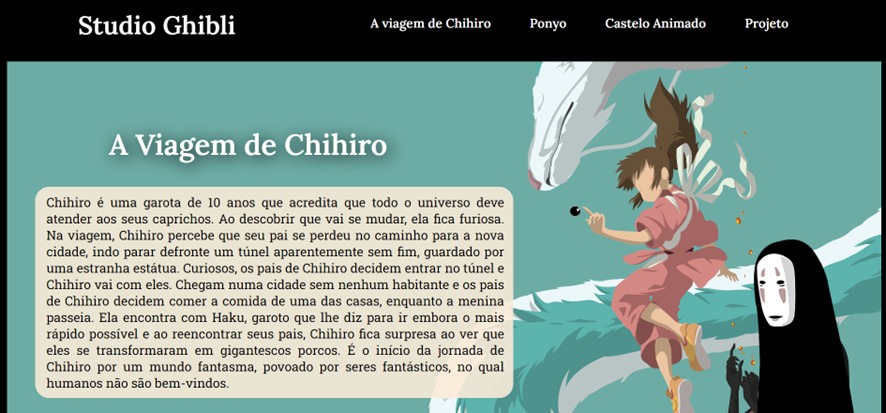 Studio Ghibli
A viagem de Chihiro Ponyo Castelo Animado Projeto
A Viagem de Chihiro
Chihiro é uma garota de 10 anos que acredita que todo o universo deve
atender aos seus caprichos. Ao descobrir que vai se mudar, ela fica furiosa.
Na viagem, Chihiro percebe que seu pai se perdeu no caminho para a nova
cidade, indo parar defronte um túnel aparentemente sem fim, guardado por
uma estranha estátua. Curiosos, os pais de Chihiro decidem entrar no túnel e
Chihiro vai com eles. Chegam numa cidade sem nenhum habitante e os pais
de Chihiro decidem comer a comida de uma das casas, enquanto a menina
passeia. Ela encontra com Haku, garoto que lhe diz para ir embora o mais
rápido possível e ao reencontrar seus pais, Chihiro fica surpresa ao ver que
eles se transformaram em gigantescos porcos. É o início da jornada de
Chihiro por um mundo fantasma, povoado por seres fantásticos, no qual
humanos não são bem-vindos.